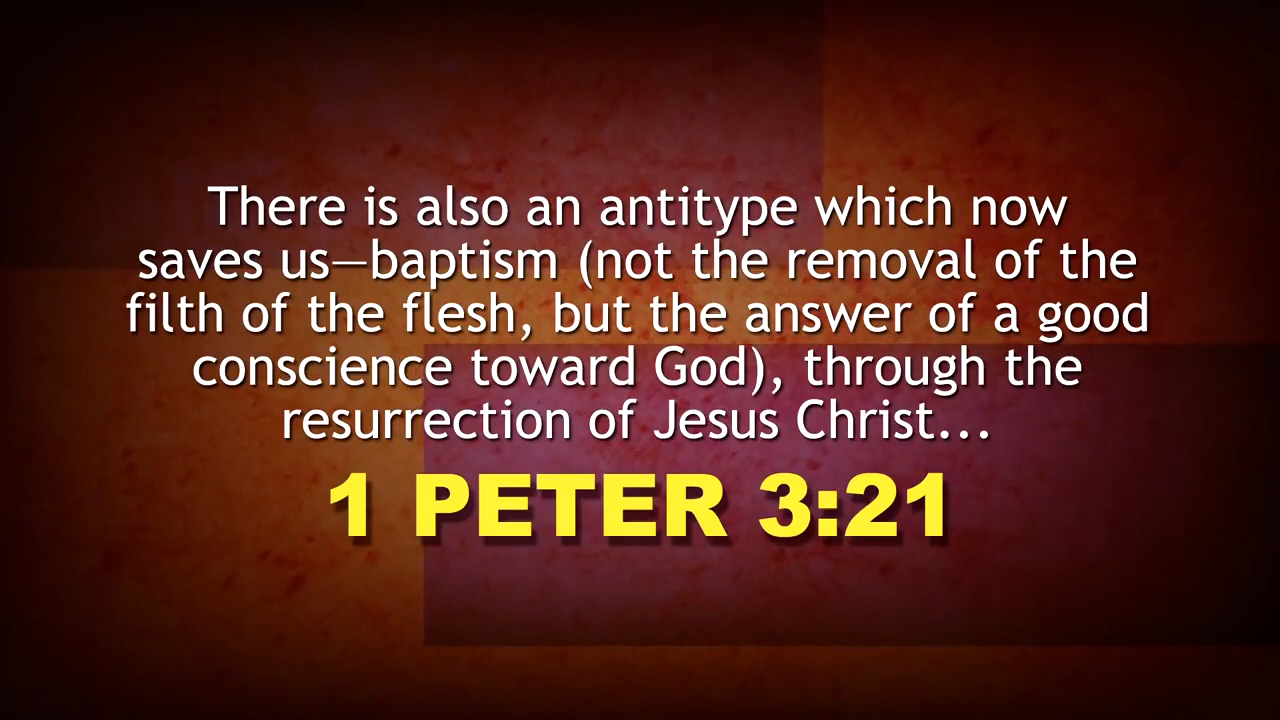 There is also an antitype which now
saves us—baptism (not the removal of the
filth of the flesh, but the answer of a good
conscience toward God), through the
resurrection of Jesus Christ...
1 PETER 3:21